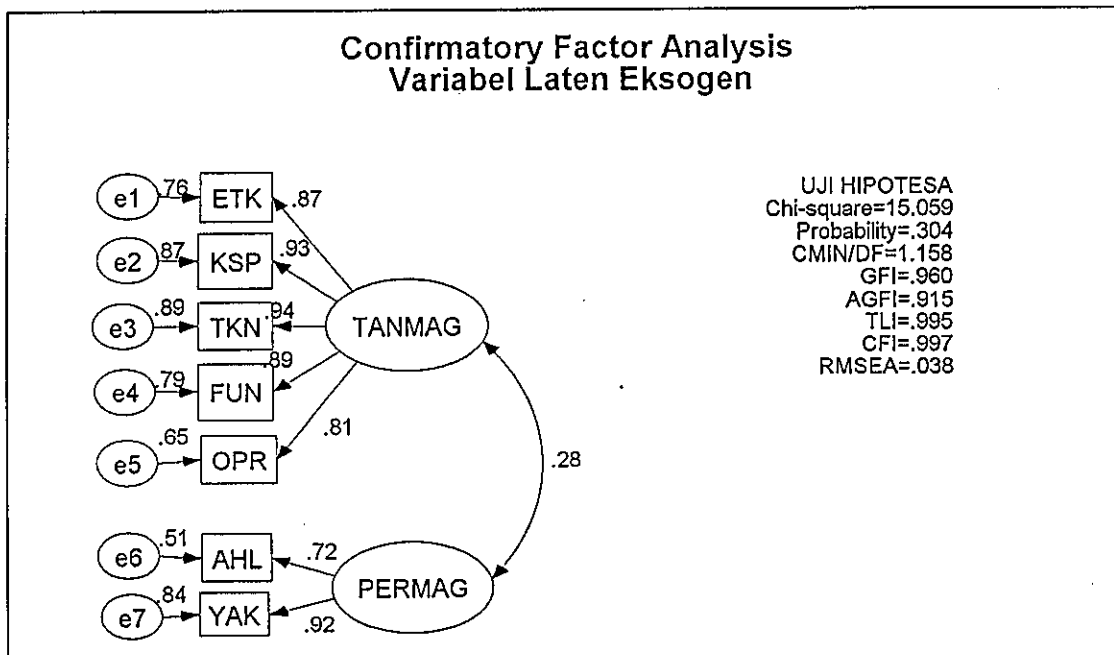 Confirmatory Factor Analysis
Variabel Laten Eksogen
UJI HIPOTESA
Chi-square=15.059
Probability=.304
CMIN/DF=1.158
GFI=.960
AGFI=.915
TLI=.995
CFI=.997
RMSEA=.038
e1 .76 ETK .87
e2 .87 KSP .93
e3 .89 TKN .94
TANMAG
e4 .79 FUN .89
e5 .65 OPR .81
.28
e6 .51 AHL .72
PERMAG
e7 .84 YAK .92